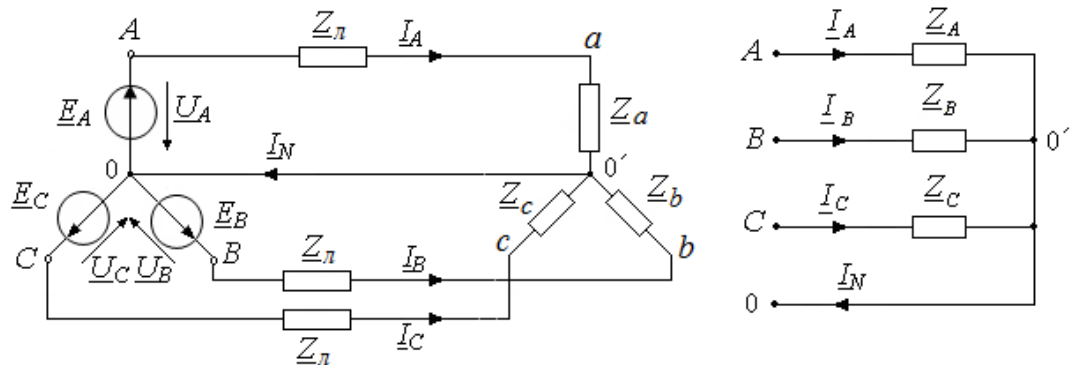 A Z_л I_A a
E_A U_A Z_a
0 I_N 0′
E_C E_B Z_c Z_b
C U_C U_B B Z_л I_B c b
Z_л I_C
A I_A Z_A
B I_B Z_B 0′
C I_C Z_C
0 I_N